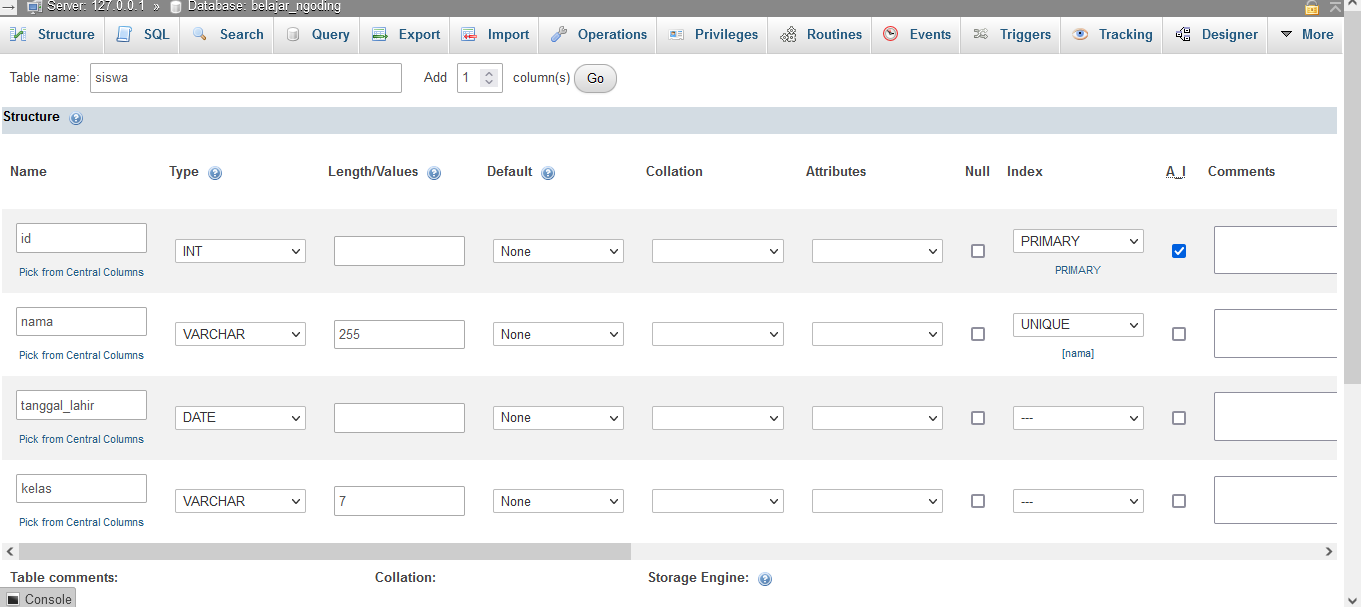 Server: 127.0.0.1 » Database: belajar_ngoding
Structure SQL Search Query Export Import Operations Privileges Routines Events Triggers Tracking Designer More
Table name: siswa Add 1 column(s) Go
Structure
Name Type Length/Values Default Collation Attributes Null Index A_I Comments
id INT None PRIMARY
Pick from Central Columns PRIMARY
nama VARCHAR 255 None UNIQUE
Pick from Central Columns [nama]
tanggal_lahir DATE None ---
Pick from Central Columns
kelas VARCHAR 7 None ---
Pick from Central Columns
Table comments: Collation: Storage Engine:
Console